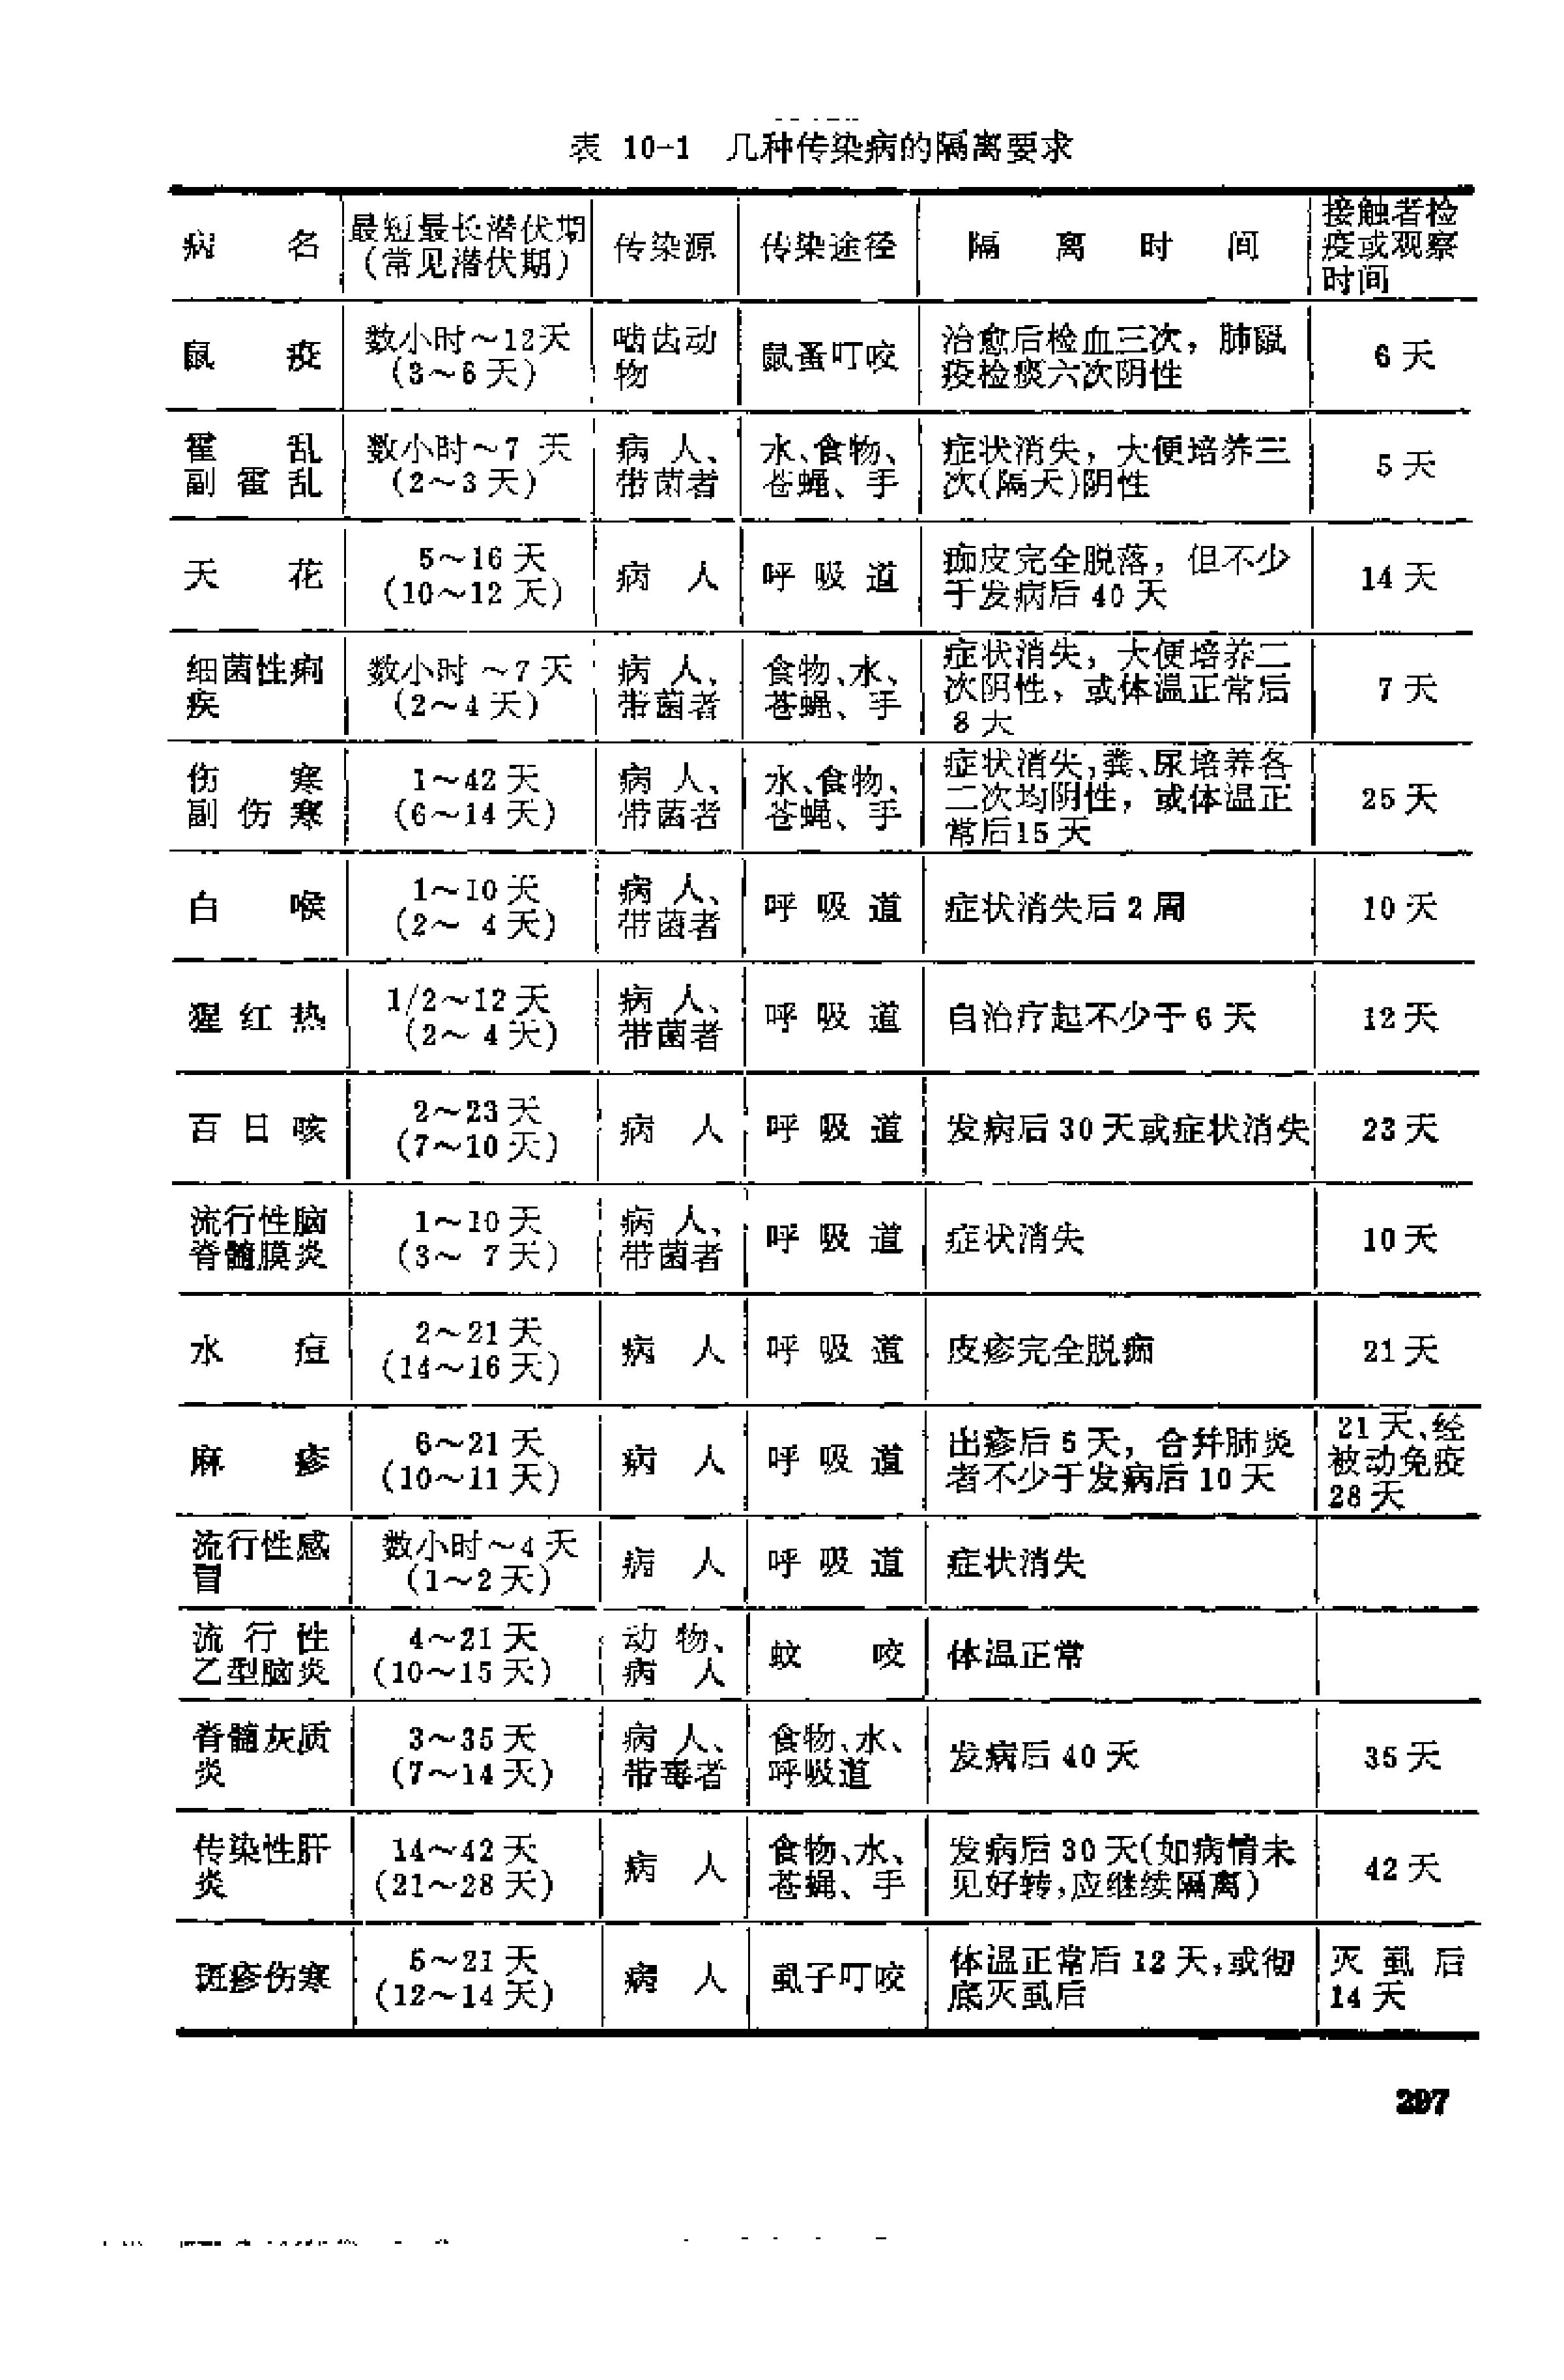 表 10-1 几种传染病的隔离要求
病 名 最短最长潜伏期(常见潜伏期) 传染源 传染途径 隔 离 时 间 接触者检疫或观察时间
鼠 疫 数小时～12天(3～6天) 啮齿动物 鼠蚤叮咬 治愈后检血三次，肺鼠疫检痰六次阴性 6天
霍 乱 副霍乱 数小时～7天(2～3天) 病人、带菌者 水、食物、苍蝇、手 症状消失，大便培养三次(隔天)阴性 5天
天 花 5～16天(10～12天) 病 人 呼吸道 痂皮完全脱落，但不少于发病后40天 14天
细菌性痢疾 数小时～7天(2～4天) 病人、带菌者 食物、水、苍蝇、手 症状消失，大便培养二次阴性，或体温正常后8天 7天
伤 寒 副伤寒 1～42天(6～14天) 病人、带菌者 水、食物、苍蝇、手 症状消失，粪、尿培养各二次均阴性，或体温正常后15天 25天
白 喉 1～10天(2～4天) 病人、带菌者 呼吸道 症状消失后2周 10天
猩红热 1/2～12天(2～4天) 病人、带菌者 呼吸道 自治疗起不少于6天 12天
百日咳 2～23天(7～10天) 病 人 呼吸道 发病后30天或症状消失 23天
流行性脑脊髓膜炎 1～10天(3～7天) 病人、带菌者 呼吸道 症状消失 10天
水 痘 2～21天(14～16天) 病 人 呼吸道 皮疹完全脱痂 21天
麻 疹 6～21天(10～11天) 病 人 呼吸道 出疹后5天，合并肺炎者不少于发病后10天 21天、经被动免疫28天
流行性感冒 数小时～4天(1～2天) 病 人 呼吸道 症状消失
流行性乙型脑炎 4～21天(10～15天) 动物、病人 蚊 咬 体温正常
脊髓灰质炎 3～35天(7～14天) 病人、带毒者 食物、水、呼吸道 发病后40天 35天
传染性肝炎 14～42天(21～28天) 病 人 食物、水、苍蝇、手 发病后30天(如病情未见好转，应继续隔离) 42天
斑疹伤寒 5～21天(12～14天) 病 人 虱子叮咬 体温正常后12天，或彻底灭虱后 灭虱后14天
297